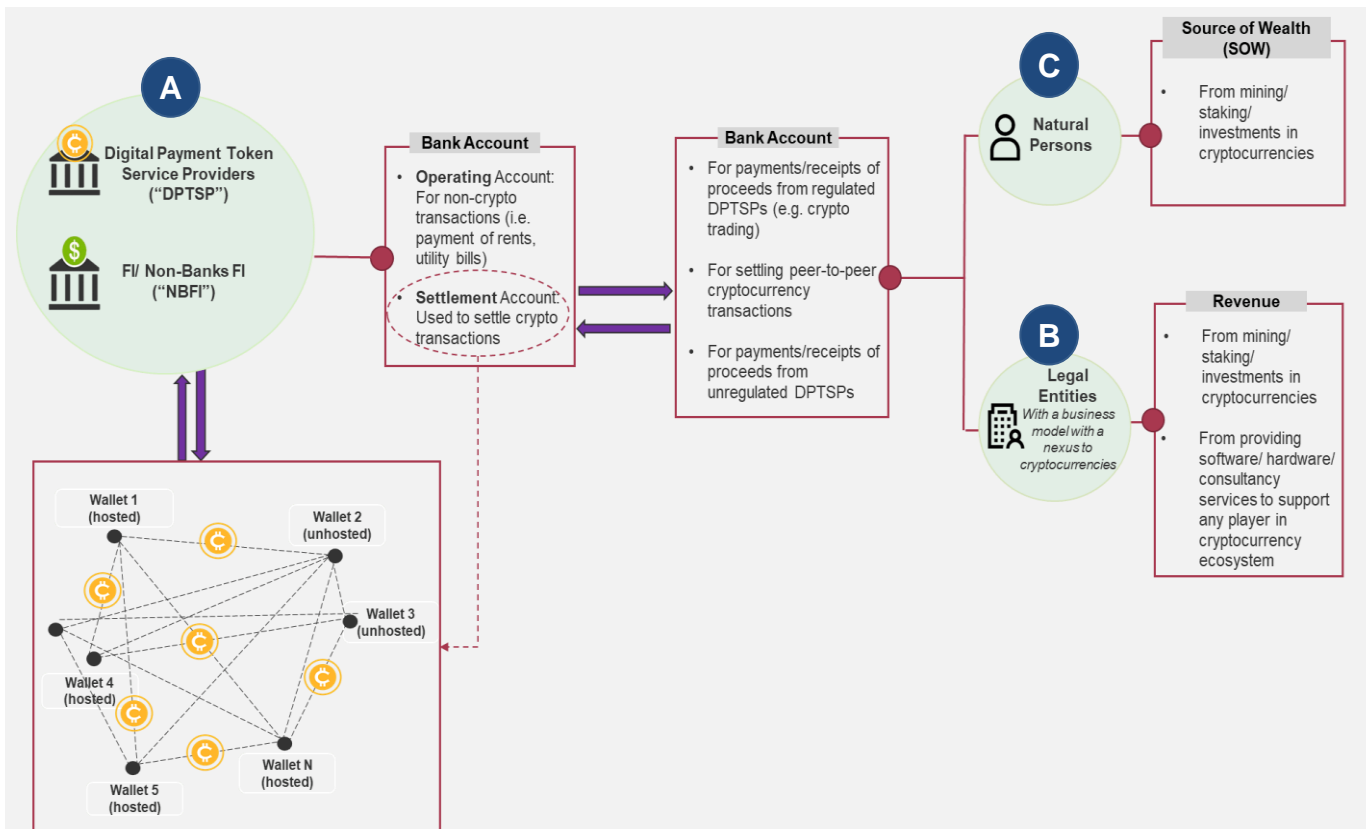 A
Digital Payment Token
Service Providers
(“DPTSP”)
$
FI/ Non-Banks FI
(“NBFI”)
Bank Account
• Operating Account:
For non-crypto
transactions (i.e.
payment of rents,
utility bills)
• Settlement Account:
Used to settle crypto
transactions
Bank Account
• For payments/receipts of
proceeds from regulated
DPTSPs (e.g. crypto
trading)
• For settling peer-to-peer
cryptocurrency
transactions
• For payments/receipts of
proceeds from
unregulated DPTSPs
C
Natural
Persons
Source of Wealth
(SOW)
• From mining/
staking/
investments in
cryptocurrencies
B
Legal
Entities
With a business
model with a
nexus to
cryptocurrencies
Revenue
• From mining/
staking/
investments in
cryptocurrencies
• From providing
software/ hardware/
consultancy
services to support
any player in
cryptocurrency
ecosystem
Wallet 1
(hosted)
Wallet 2
(unhosted)
Wallet 3
(unhosted)
Wallet 4
(hosted)
Wallet N
(hosted)
Wallet 5
(hosted)